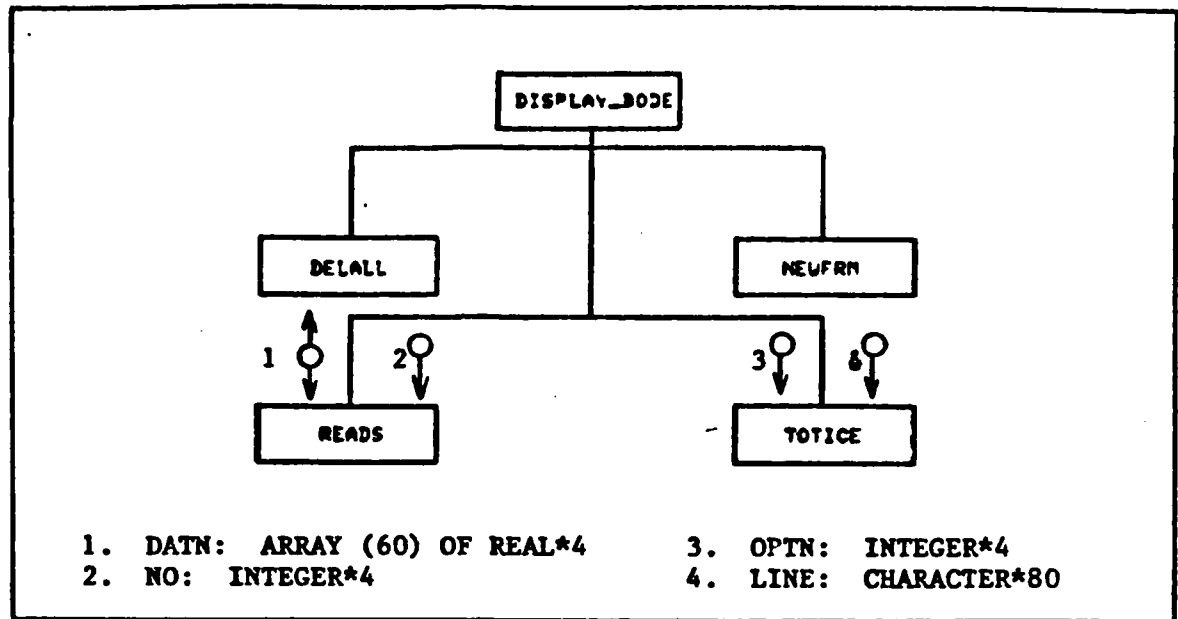 DISPLAY_BODE
DELALL
NEWFRM
1
2
3
&
READS
TOTICE
1. DATN: ARRAY (60) OF REAL*4
2. NO: INTEGER*4
3. OPTN: INTEGER*4
4. LINE: CHARACTER*80